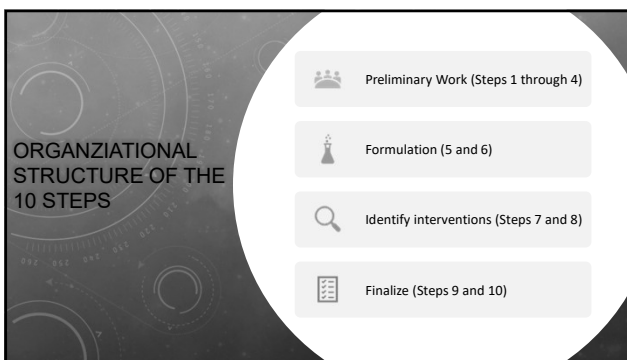 ORGANZIATIONAL
STRUCTURE OF THE
10 STEPS
Preliminary Work (Steps 1 through 4)
Formulation (5 and 6)
Identify interventions (Steps 7 and 8)
Finalize (Steps 9 and 10)